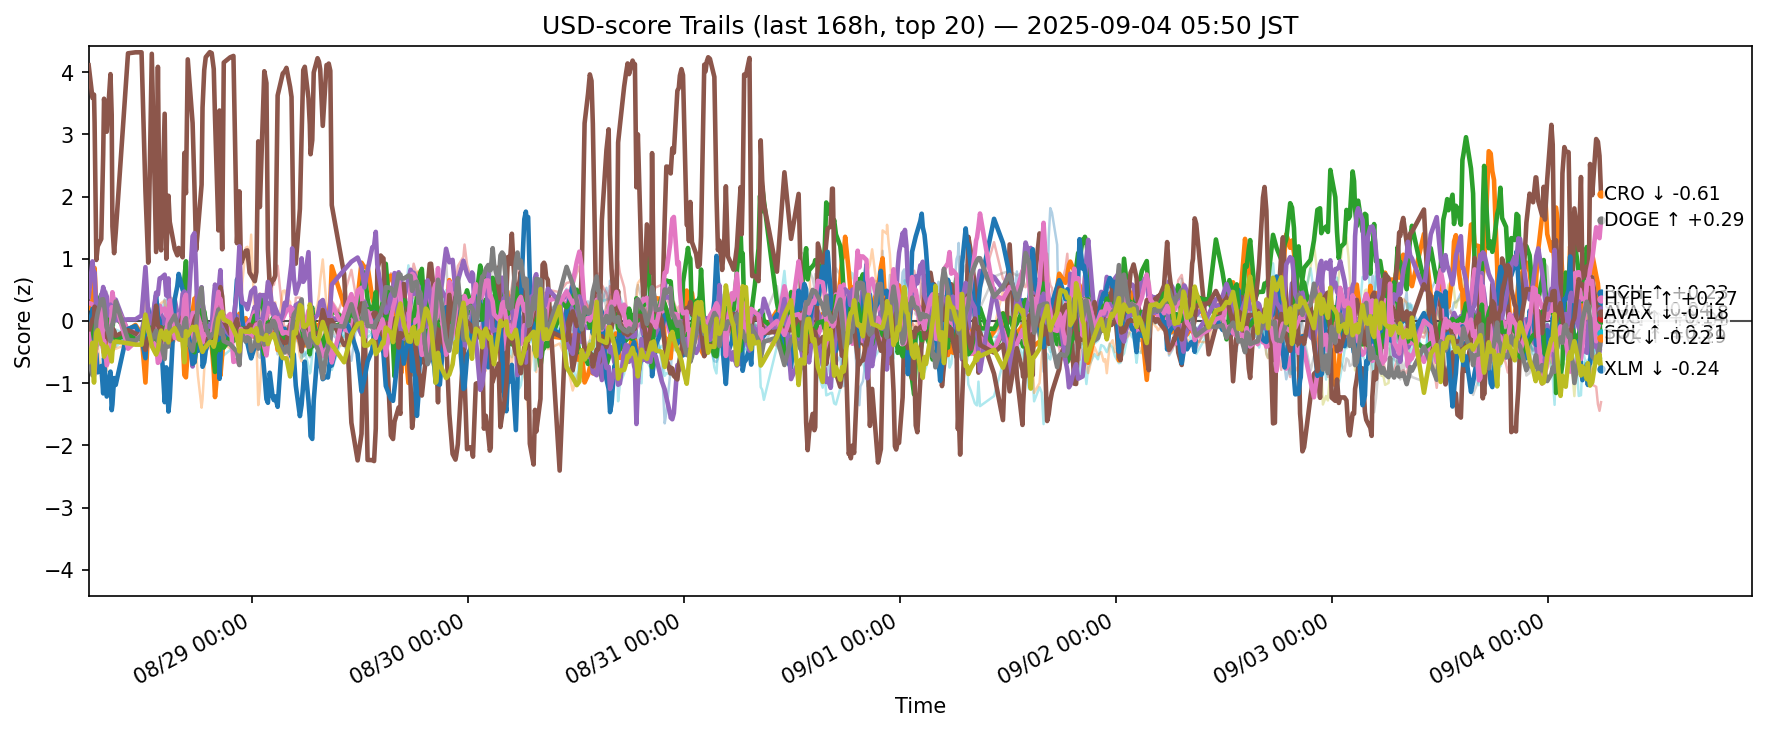 USD-score Trails (last 168h, top 20) — 2025-09-04 05:50 JST
Score (z)
4
3
2
1
0
−1
−2
−3
−4
CRO ↓ -0.61
DOGE ↑ +0.29
HYPE ↑ +0.27
AVAX ↓ -0.18
LTC ↓ -0.22
XLM ↓ -0.24
08/29 00:00
08/30 00:00
08/31 00:00
09/01 00:00
09/02 00:00
09/03 00:00
09/04 00:00
Time